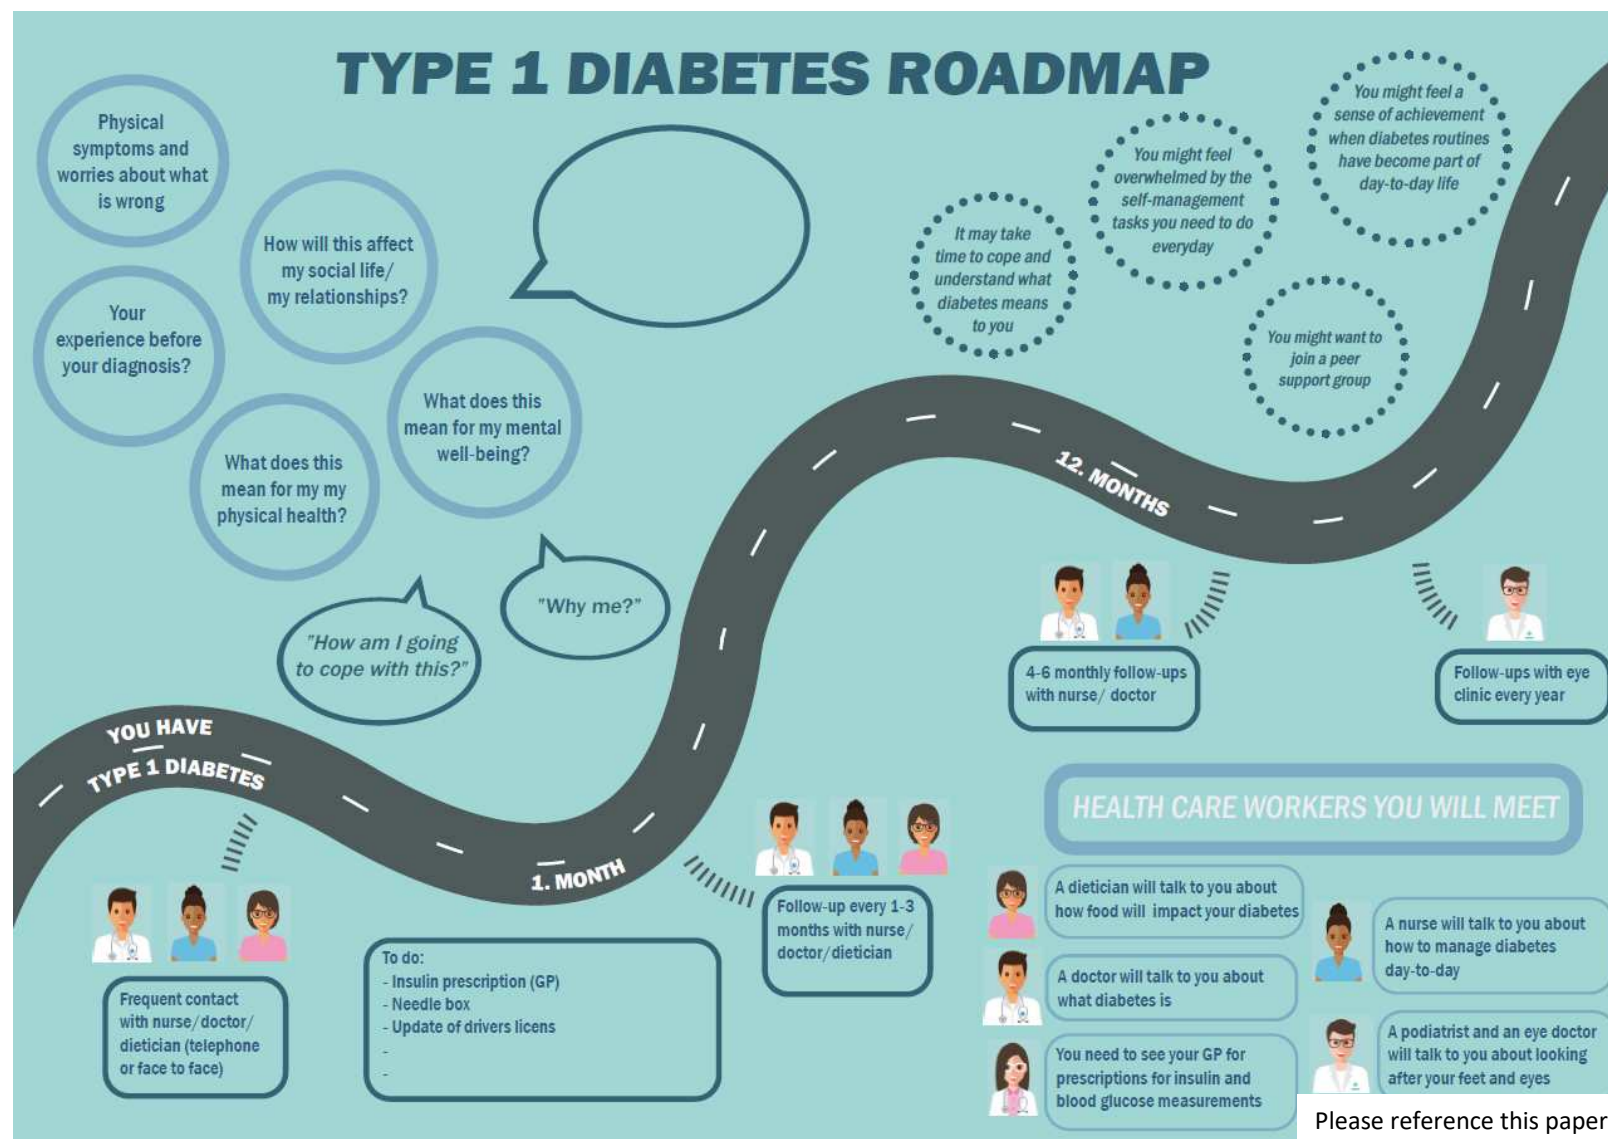 TYPE 1 DIABETES ROADMAP
Physical
symptoms and
worries about what
is wrong
How will this affect
my social life/
my relationships?
Your
experience before
your diagnosis?
What does this
mean for my mental
well-being?
What does this
mean for my my
physical health?
"Why me?"
"How am I going
to cope with this?"
It may take
time to cope and
understand what
diabetes means
to you
You might feel
overwhelmed by the
self-management
tasks you need to do
everyday
You might feel a
sense of achievement
when diabetes routines
have become part of
day-to-day life
You might want to
join a peer
support group
YOU HAVE
TYPE 1 DIABETES
1. MONTH
12. MONTHS
Frequent contact
with nurse/doctor/
dietician (telephone
or face to face)
To do:
- Insulin prescription (GP)
- Needle box
- Update of drivers licens
-
-
Follow-up every 1-3
months with nurse/
doctor/dietician
4-6 monthly follow-ups
with nurse/ doctor
Follow-ups with eye
clinic every year
HEALTH CARE WORKERS YOU WILL MEET
A dietician will talk to you about
how food will impact your diabetes
A doctor will talk to you about
what diabetes is
You need to see your GP for
prescriptions for insulin and
blood glucose measurements
A nurse will talk to you about
how to manage diabetes
day-to-day
A podiatrist and an eye doctor
will talk to you about looking
after your feet and eyes
Please reference this paper